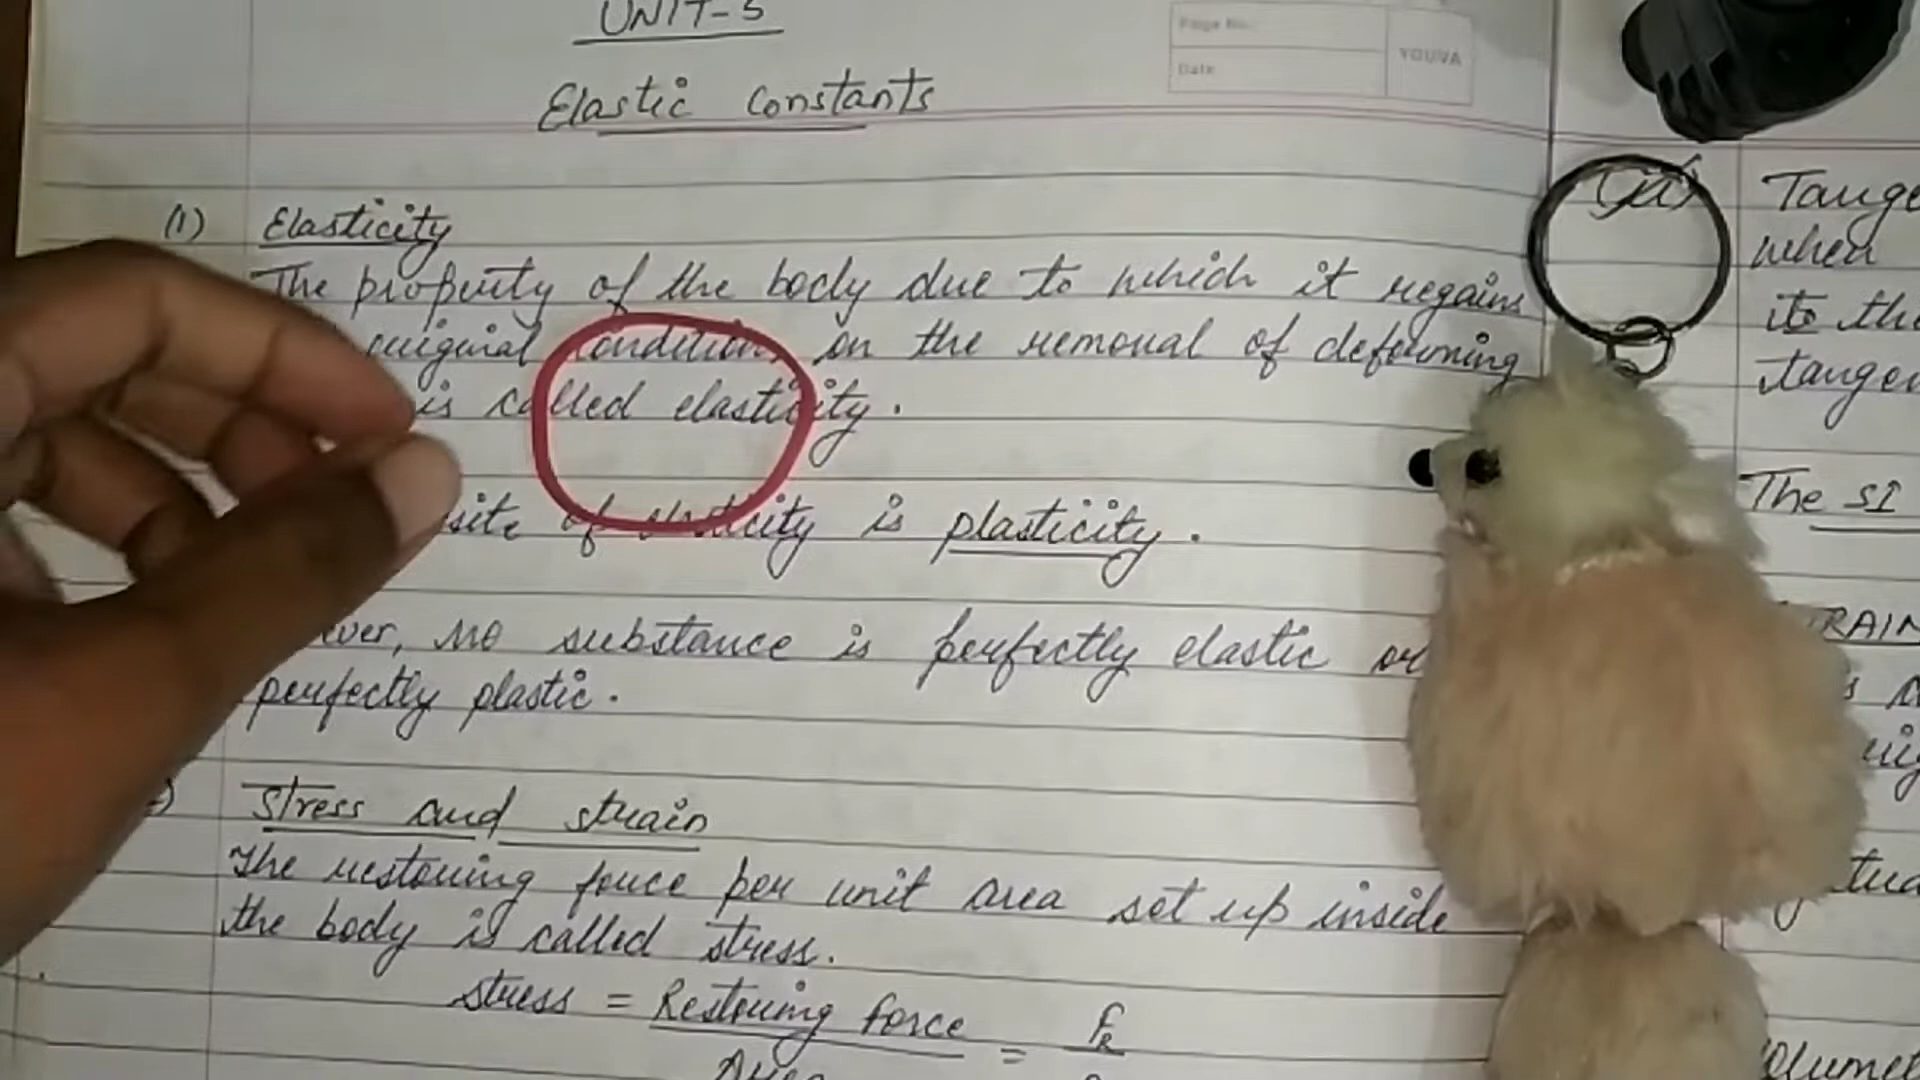 UNIT-5
Page No.
Date
YOUVA
Elastic Constants
(1) Elasticity
The property of the body due to which it regains
original condition on the removal of deforming
is called elasticity.
site of elasticity is plasticity.
ever, no substance is perfectly elastic or
perfectly plastic.
Stress and strain
The restoring force per unit area set up inside
the body is called stress.
stress = Restoring force = FR
Area
Tange
when
its the
tangen
The SI
RAIN